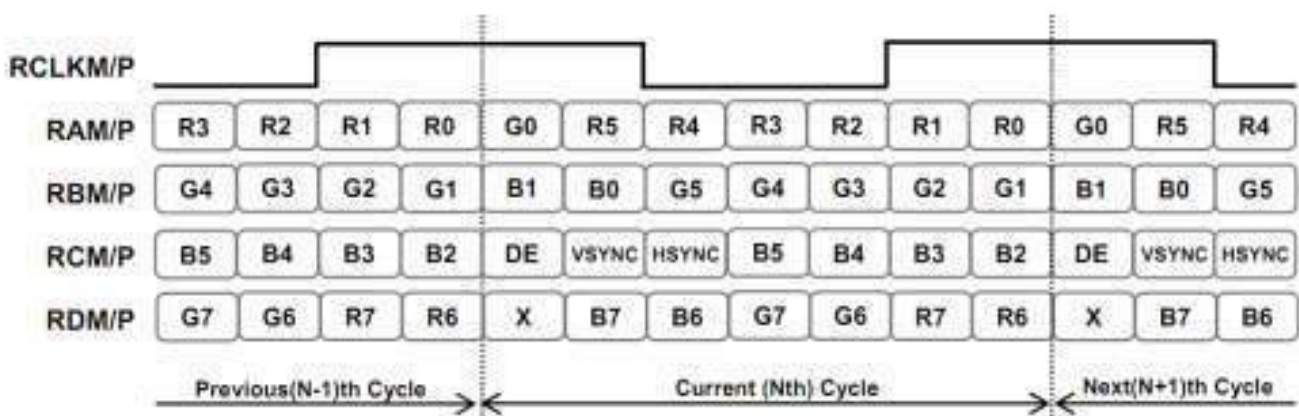 RCLKM/P
RAM/P R3 R2 R1 R0 G0 R5 R4 R3 R2 R1 R0 G0 R5 R4
RBM/P G4 G3 G2 G1 B1 B0 G5 G4 G3 G2 G1 B1 B0 G5
RCM/P B5 B4 B3 B2 DE VSYNC HSYNC B5 B4 B3 B2 DE VSYNC HSYNC
RDM/P G7 G6 R7 R6 X B7 B6 G7 G6 R7 R6 X B7 B6
Previous(N-1)th Cycle Current (Nth) Cycle Next(N+1)th Cycle